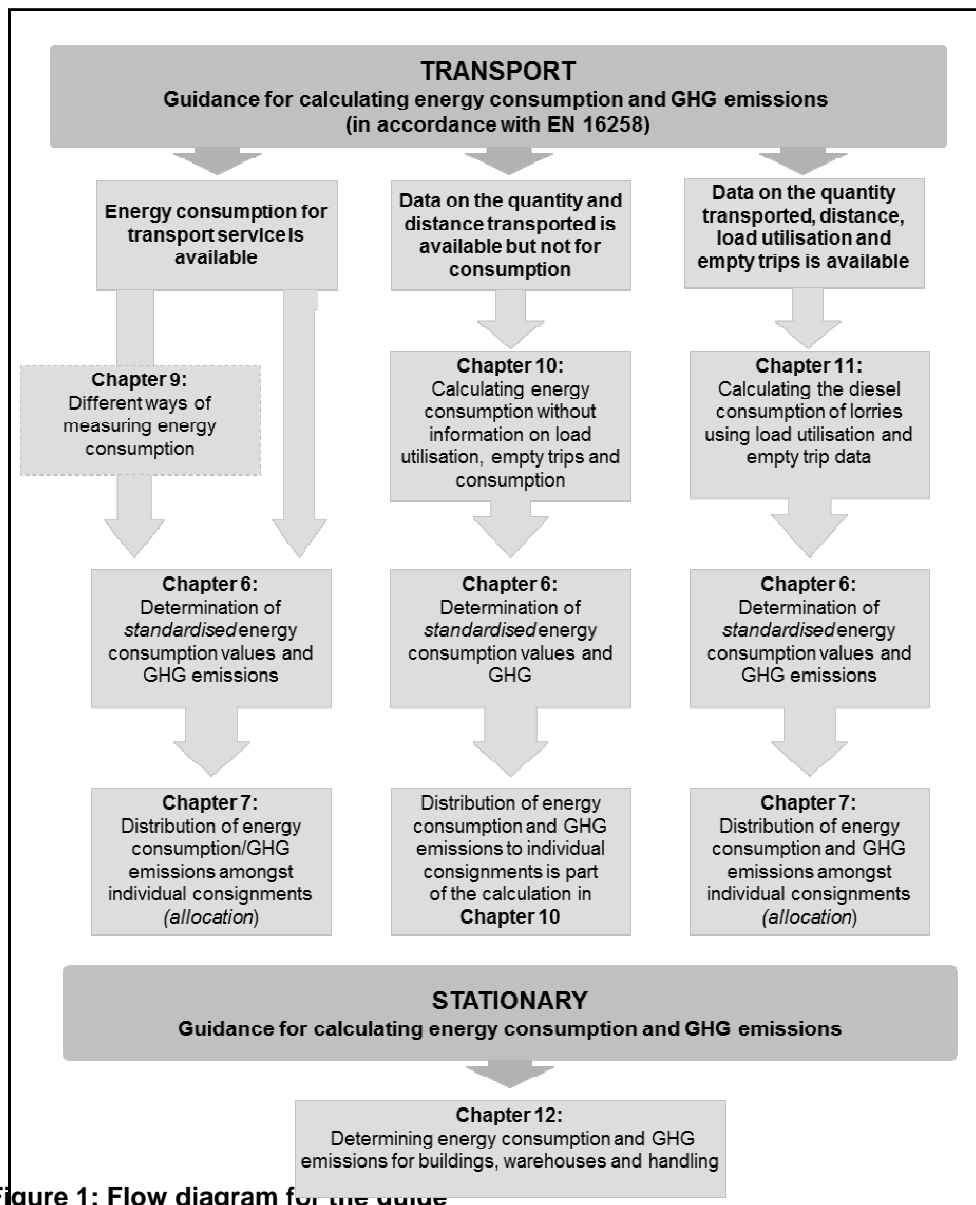 TRANSPORT
Guidance for calculating energy consumption and GHG emissions
(in accordance with EN 16258)
Energy consumption for
transport service is
available
Data on the quantity and
distance transported is
available but not for
consumption
Data on the quantity
transported, distance,
load utilisation and
empty trips is available
Chapter 9:
Different ways of
measuring energy
consumption
Chapter 10:
Calculating energy
consumption without
information on load
utilisation, empty trips and
consumption
Chapter 11:
Calculating the diesel
consumption of lorries
using load utilisation and
empty trip data
Chapter 6:
Determination of
standardised energy
consumption values and
GHG emissions
Chapter 6:
Determination of
standardised energy
consumption values and
GHG
Chapter 6:
Determination of
standardised energy
consumption values and
GHG emissions
Chapter 7:
Distribution of energy
consumption/GHG
emissions amongst
individual consignments
(allocation)
Distribution of energy
consumption and GHG
emissions to individual
consignments is part
of the calculation in
Chapter 10
Chapter 7:
Distribution of energy
consumption and GHG
emissions amongst
individual consignments
(allocation)
STATIONARY
Guidance for calculating energy consumption and GHG emissions
Chapter 12:
Determining energy consumption and GHG
emissions for buildings, warehouses and handling
Figure 1: Flow diagram for the guide